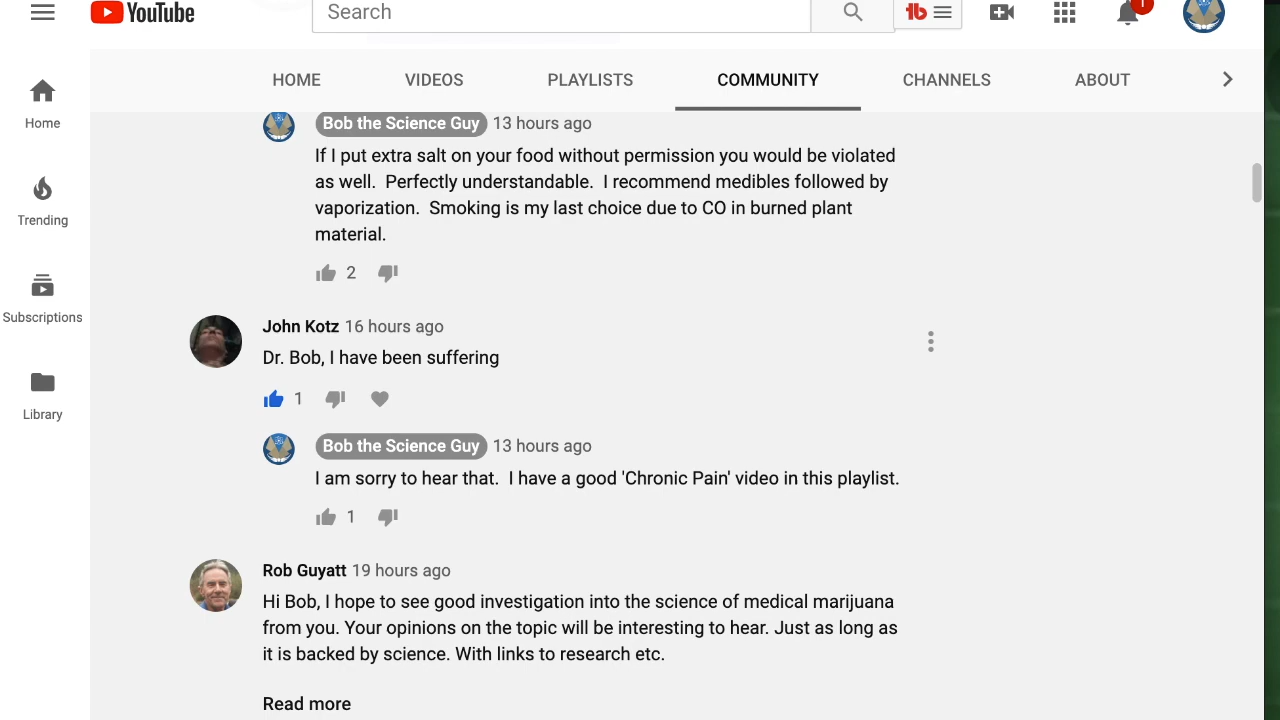 YouTube
Search
1
HOME
VIDEOS
PLAYLISTS
COMMUNITY
CHANNELS
ABOUT
Home
Trending
Subscriptions
Library
Bob the Science Guy 13 hours ago
If I put extra salt on your food without permission you would be violated
as well.  Perfectly understandable.  I recommend medibles followed by
vaporization.  Smoking is my last choice due to CO in burned plant
material.
2
John Kotz 16 hours ago
Dr. Bob, I have been suffering
1
Bob the Science Guy 13 hours ago
I am sorry to hear that.  I have a good 'Chronic Pain' video in this playlist.
1
Rob Guyatt 19 hours ago
Hi Bob, I hope to see good investigation into the science of medical marijuana
from you. Your opinions on the topic will be interesting to hear. Just as long as
it is backed by science. With links to research etc.
Read more